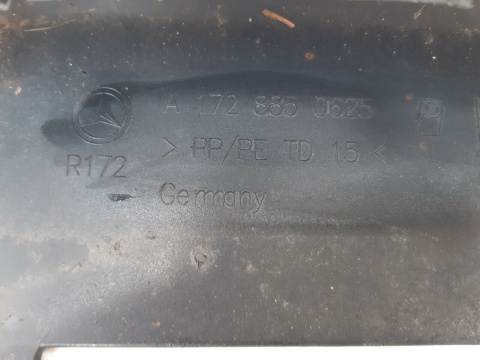 A 172 885 0625
> PP/PE TD 15 <
R172
Germany